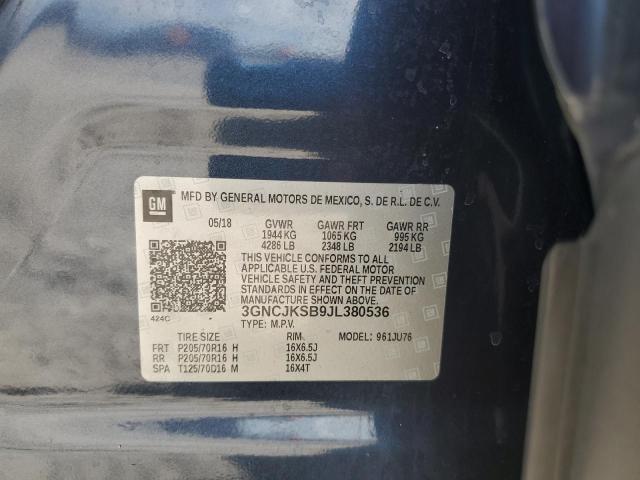 GM
MFD BY GENERAL MOTORS DE MEXICO, S. DE R.L. DE C.V.
05/18 GVWR GAWR FRT GAWR RR
1944 KG 1065 KG 995 KG
4286 LB 2348 LB 2194 LB
THIS VEHICLE CONFORMS TO ALL
APPLICABLE U.S. FEDERAL MOTOR
VEHICLE SAFETY AND THEFT PREVENTION
STANDARDS IN EFFECT ON THE DATE OF
MANUFACTURE SHOWN ABOVE.
424C 3GNCJKSB9JL380536
TYPE: M.P.V.
TIRE SIZE RIM MODEL: 961JU76
FRT P205/70R16 H 16X6.5J
RR P205/70R16 H 16X6.5J
SPA T125/70D16 M 16X4T